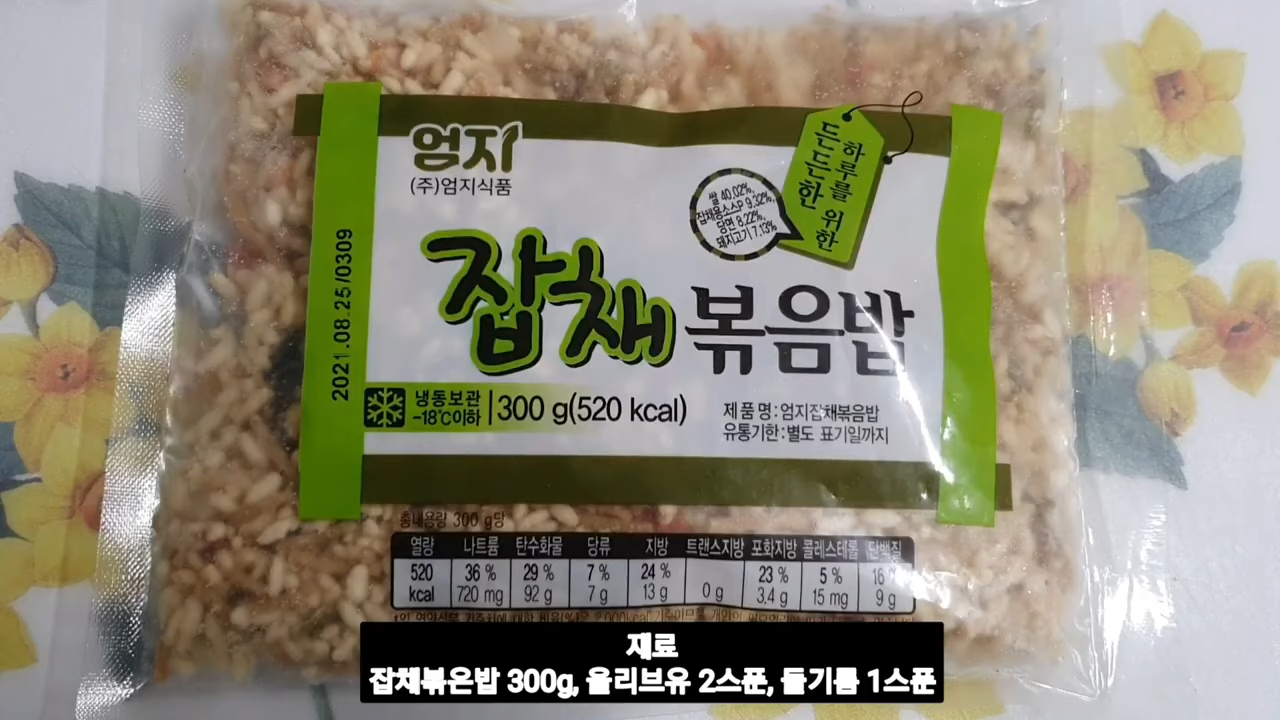 엄지
(주)엄지식품
하루를 위한
든든한
쌀 40.02%,
잡채용소스P 9.32%,
당면 8.22%,
돼지고기 7.13%
잡채 볶음밥
2021.08.25/0309
냉동보관
-18℃이하
300 g(520 kcal)
제품명:엄지잡채볶음밥
유통기한:별도 표기일까지
총내용량 300 g당
열량 나트륨 탄수화물 당류 지방 트랜스지방 포화지방 콜레스테롤 단백질
520 36 % 29 % 7 % 24 % 23 % 5 % 16
kcal 720 mg 92 g 7 g 13 g 0 g 3.4 g 15 mg 9 g
재료
잡채볶은밥 300g, 올리브유 2스푼, 들기름 1스푼